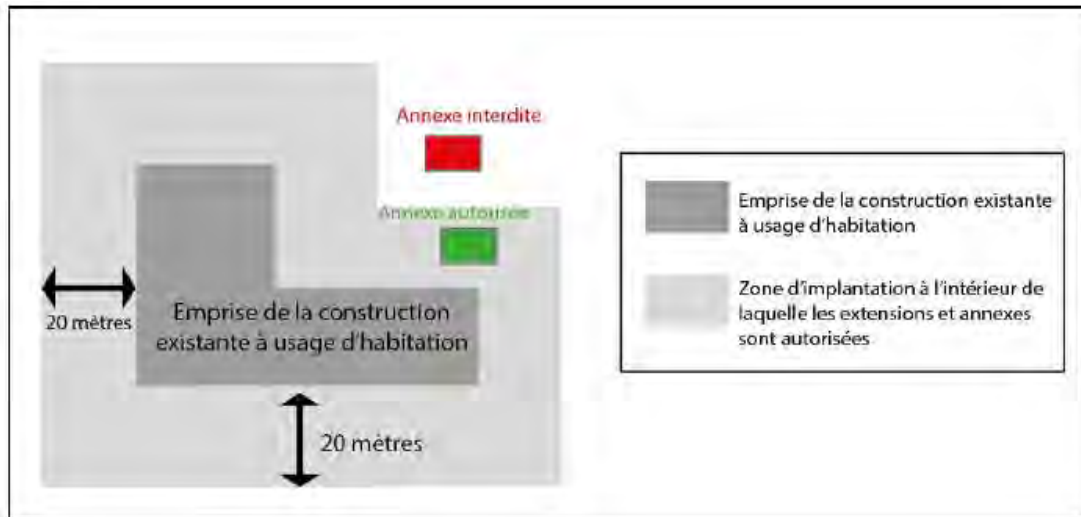 Annexe interdite
Annexe autorisée
20 mètres
Emprise de la construction
existante à usage d'habitation
20 mètres
Emprise de la construction existante
à usage d'habitation
Zone d'implantation à l'intérieur de
laquelle les extensions et annexes
sont autorisées